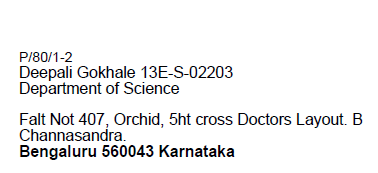 P/80/1-2
Deepali Gokhale 13E-S-02203
Department of Science
Falt Not 407, Orchid, 5ht cross Doctors Layout. B
Channasandra.
Bengaluru 560043 Karnataka